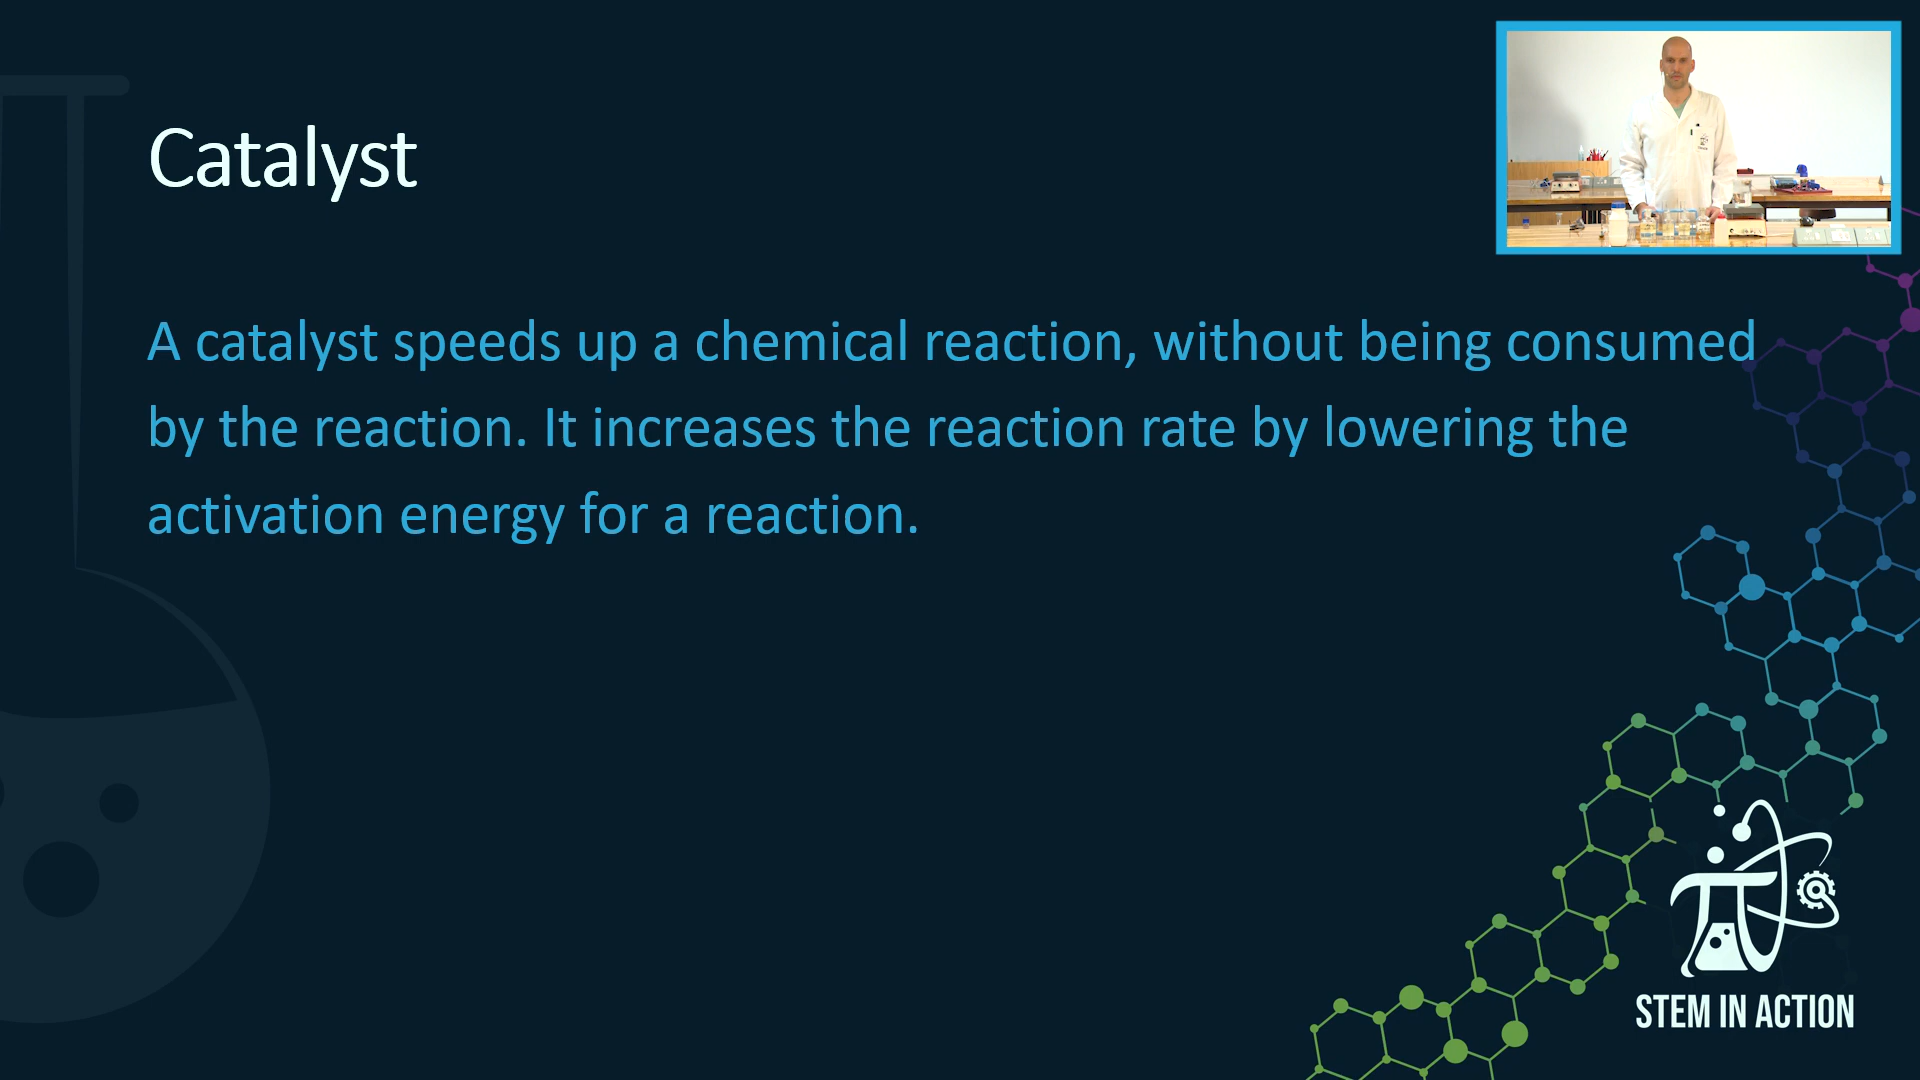 Catalyst
A catalyst speeds up a chemical reaction, without being consumed
by the reaction. It increases the reaction rate by lowering the
activation energy for a reaction.
STEM IN ACTION